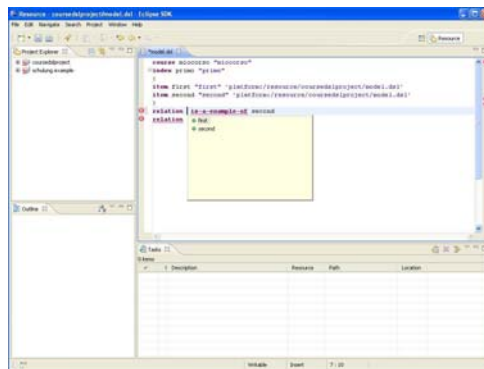 Resource - coursedslproject/model.dsl - Eclipse SDK
File Edit Navigate Search Project Window Help
Resource
Project Explorer
coursedslproject
*model.dsl
course miocorso "miocorso"
index primo "primo"
{
item first "first" 'platform:/resource/coursedslproject/model.dsl'
item second "second" 'platform:/resource/coursedslproject/model.dsl'
}
relation is-a-example-of second
relation
first
second
Outline
Tasks
0 items
! Description Resource Path Location
Writable Insert 7 : 10